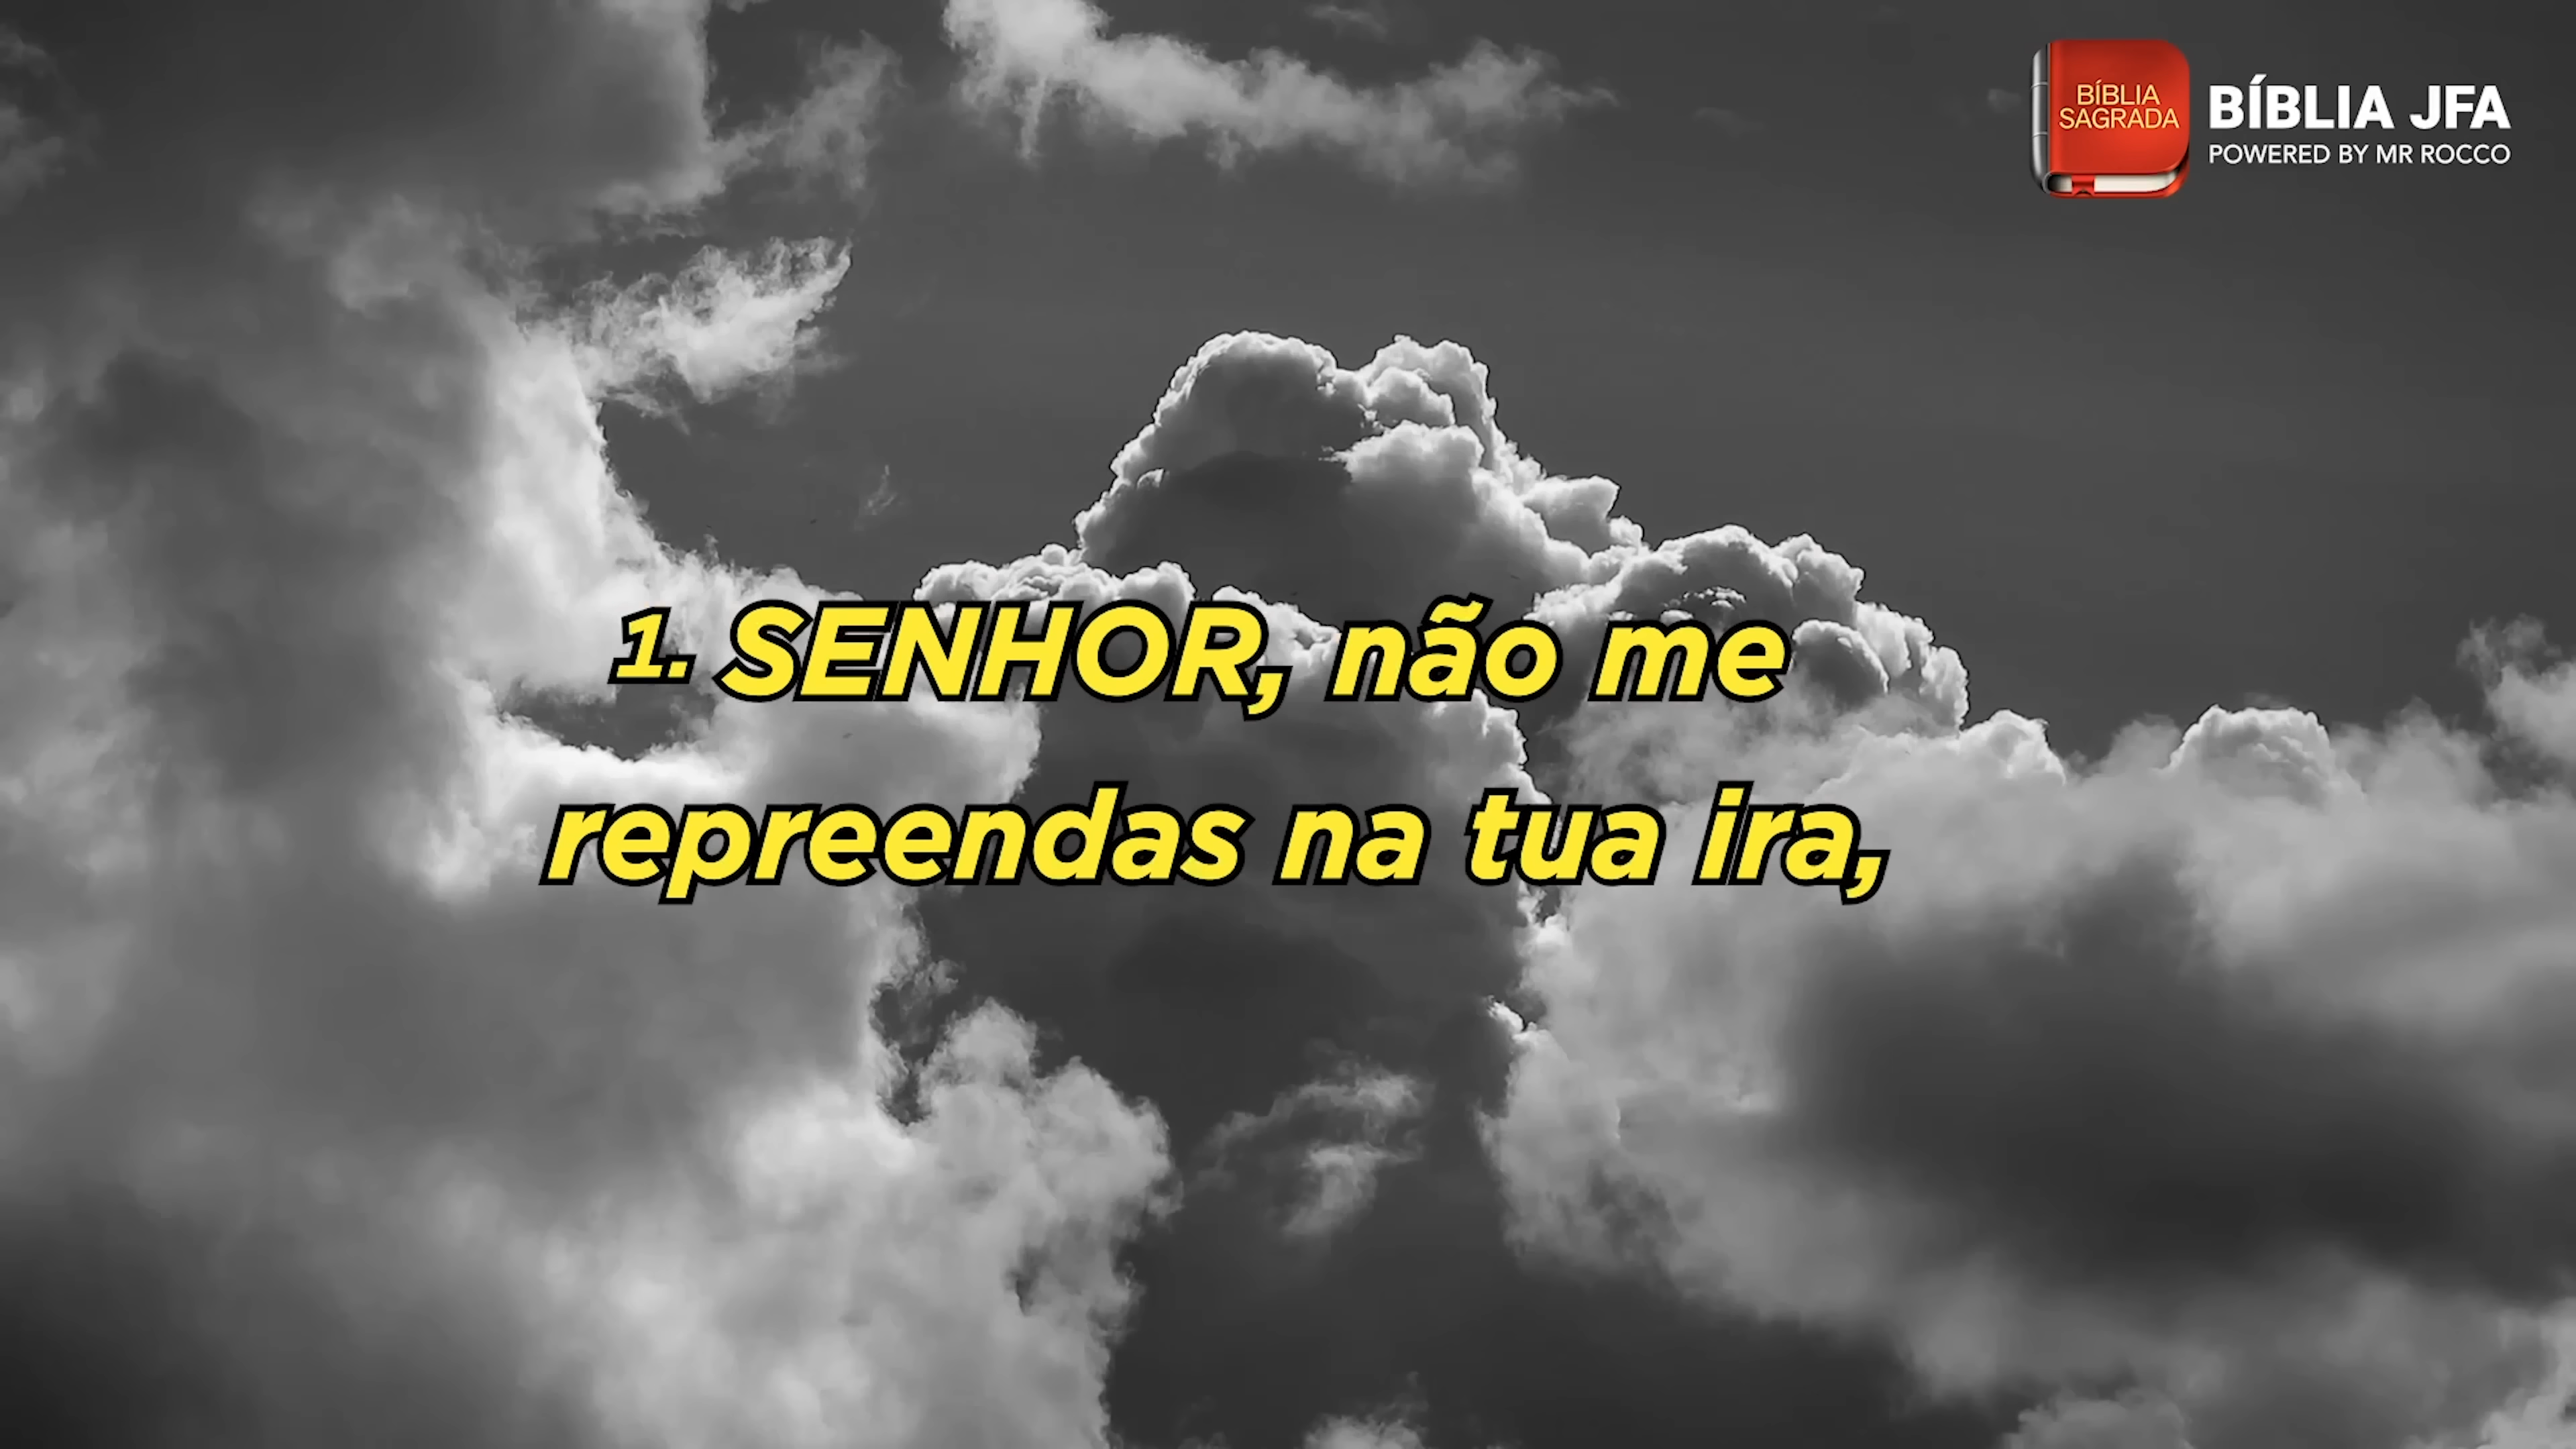 BÍBLIA
SAGRADA
BÍBLIA JFA
POWERED BY MR ROCCO
1. SENHOR, não me
repreendas na tua ira,